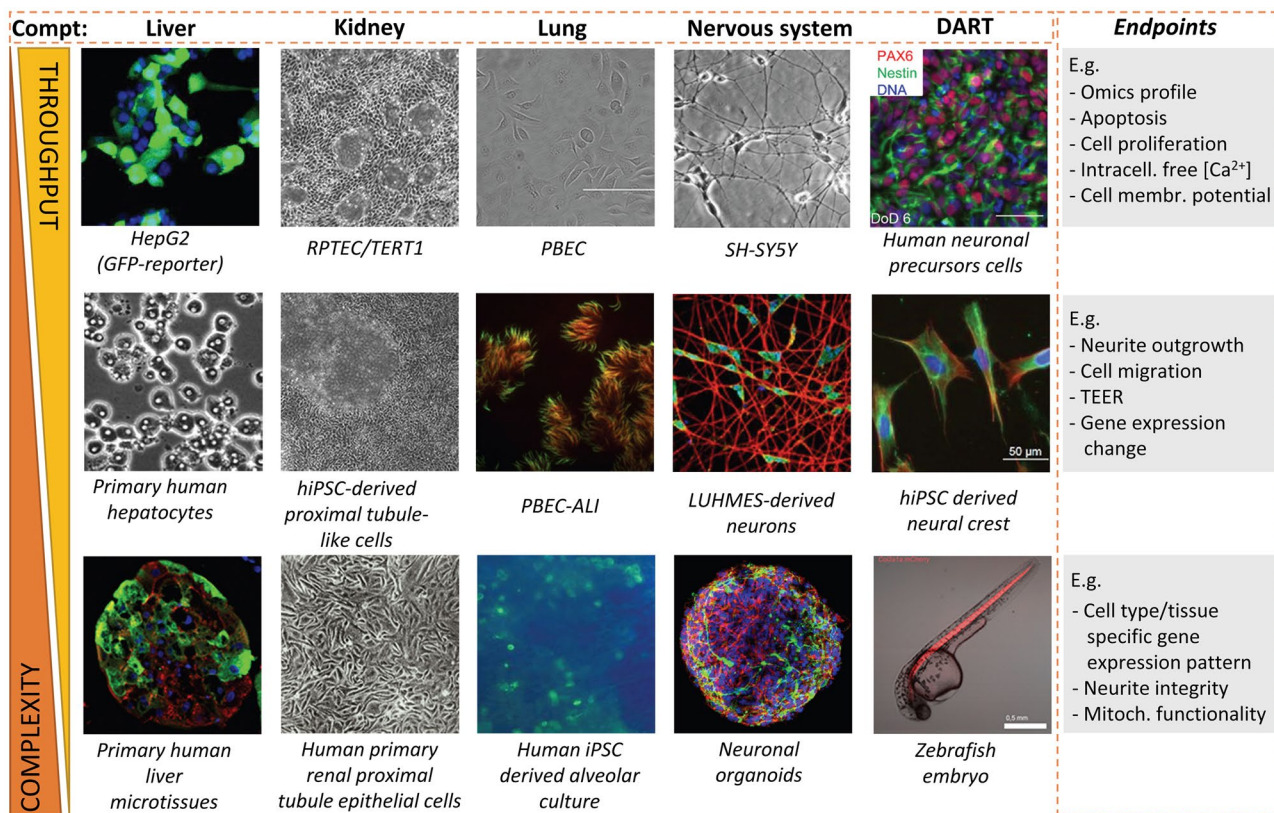 Compt:
Liver
Kidney
Lung
Nervous system
DART
Endpoints
THROUGHPUT
COMPLEXITY
PAX6
Nestin
DNA
DoD 6
HepG2
(GFP-reporter)
RPTEC/TERT1
PBEC
SH-SY5Y
Human neuronal
precursors cells
E.g.
- Omics profile
- Apoptosis
- Cell proliferation
- Intracell. free [Ca²⁺]
- Cell membr. potential
50 µm
Primary human
hepatocytes
hiPSC-derived
proximal tubule-
like cells
PBEC-ALI
LUHMES-derived
neurons
hiPSC derived
neural crest
E.g.
- Neurite outgrowth
- Cell migration
- TEER
- Gene expression
change
0,5 mm
Primary human
liver
microtissues
Human primary
renal proximal
tubule epithelial cells
Human iPSC
derived alveolar
culture
Neuronal
organoids
Zebrafish
embryo
E.g.
- Cell type/tissue
specific gene
expression pattern
- Neurite integrity
- Mitoch. functionality